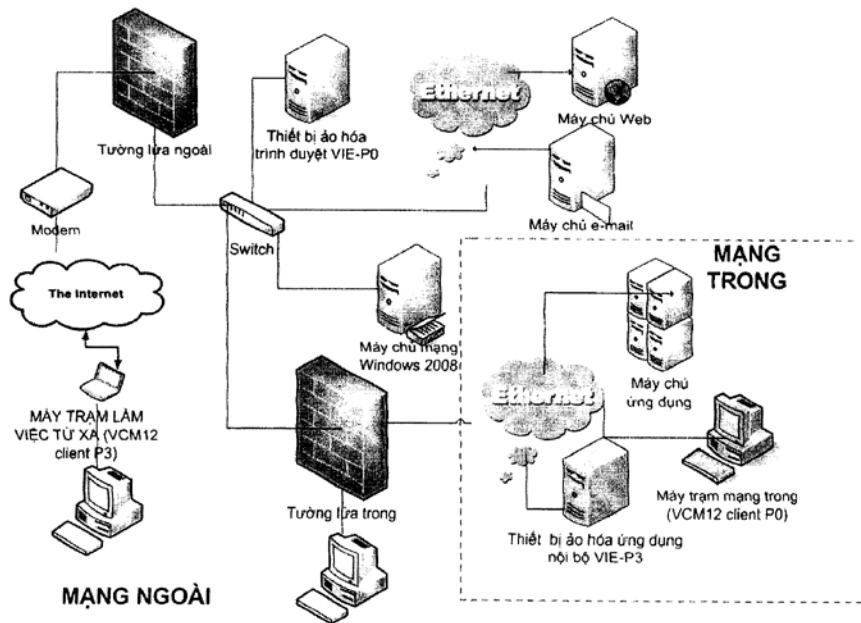 Tường lửa ngoài
Thiết bị ảo hóa
trình duyệt VIE-P0
Ethernet
Máy chủ Web
Máy chủ e-mail
Modem
Switch
The Internet
MẠNG
TRONG
Máy chủ mạng
Windows 2008
Máy chủ
ứng dụng
Ethernet
MÁY TRẠM LÀM
VIỆC TỪ XA (VCM12
client P3)
Tường lửa trong
Thiết bị ảo hóa ứng dụng
nội bộ VIE-P3
Máy trạm mạng trong
(VCM12 client P0)
MẠNG NGOÀI